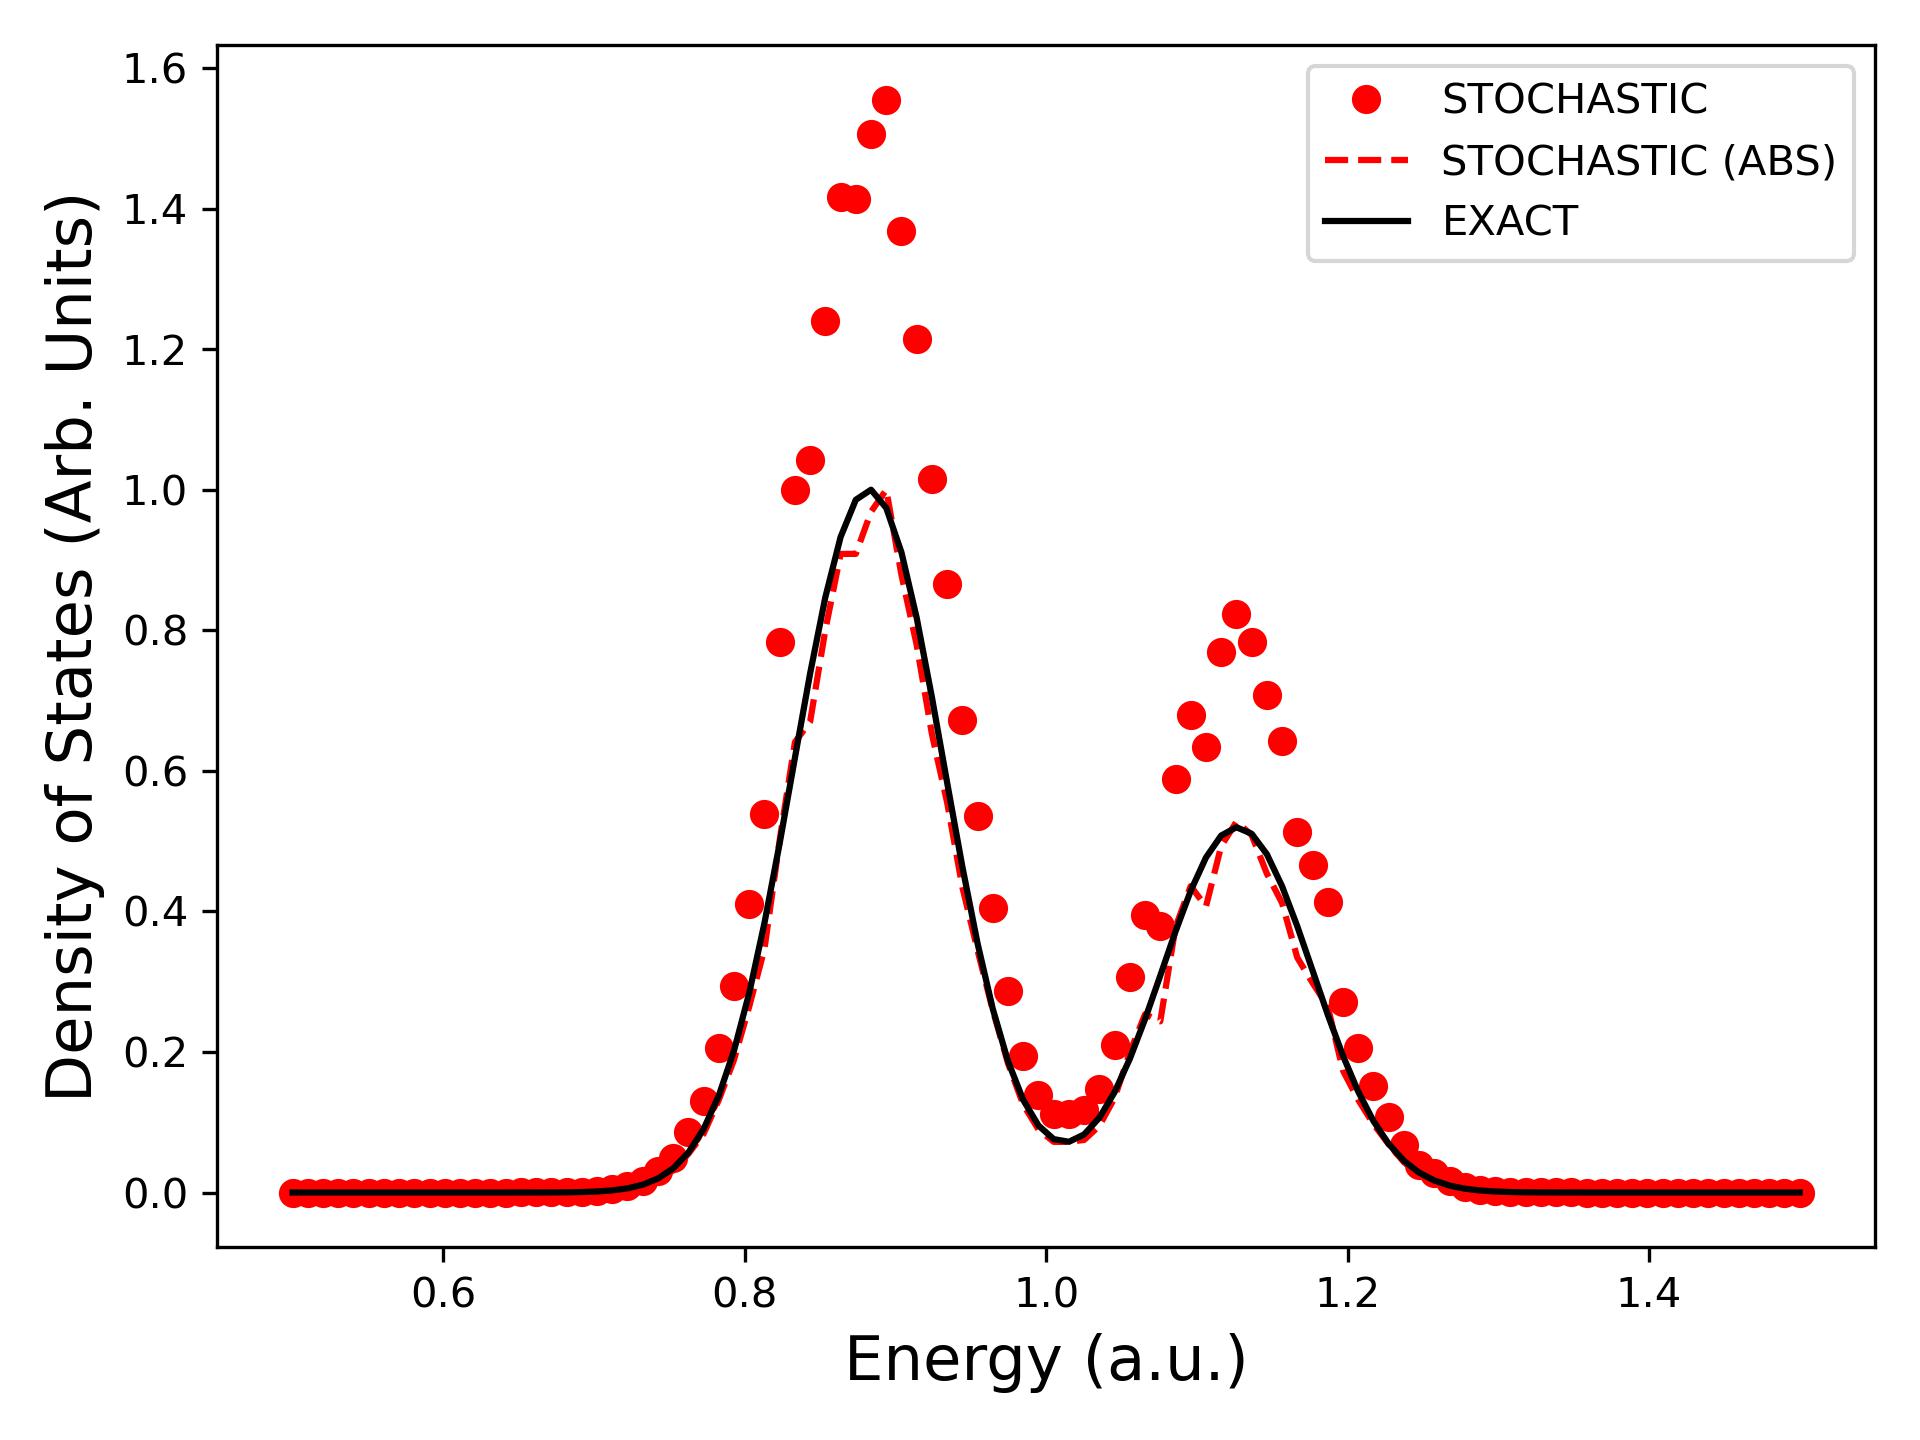 STOCHASTIC
STOCHASTIC (ABS)
EXACT
Density of States (Arb. Units)
1.6
1.4
1.2
1.0
0.8
0.6
0.4
0.2
0.0
0.6 0.8 1.0 1.2 1.4
Energy (a.u.)